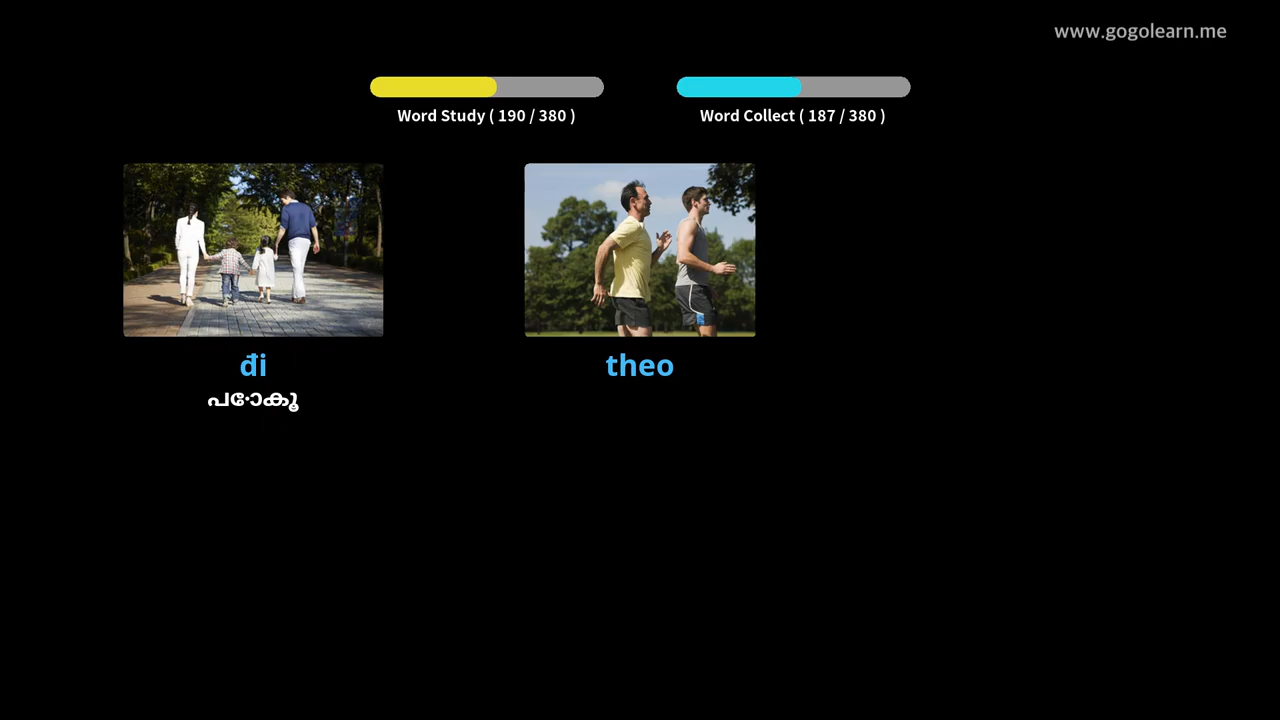 www.gogolearn.me
Word Study ( 190 / 380 )
Word Collect ( 187 / 380 )
đi
theo
പോകൂ